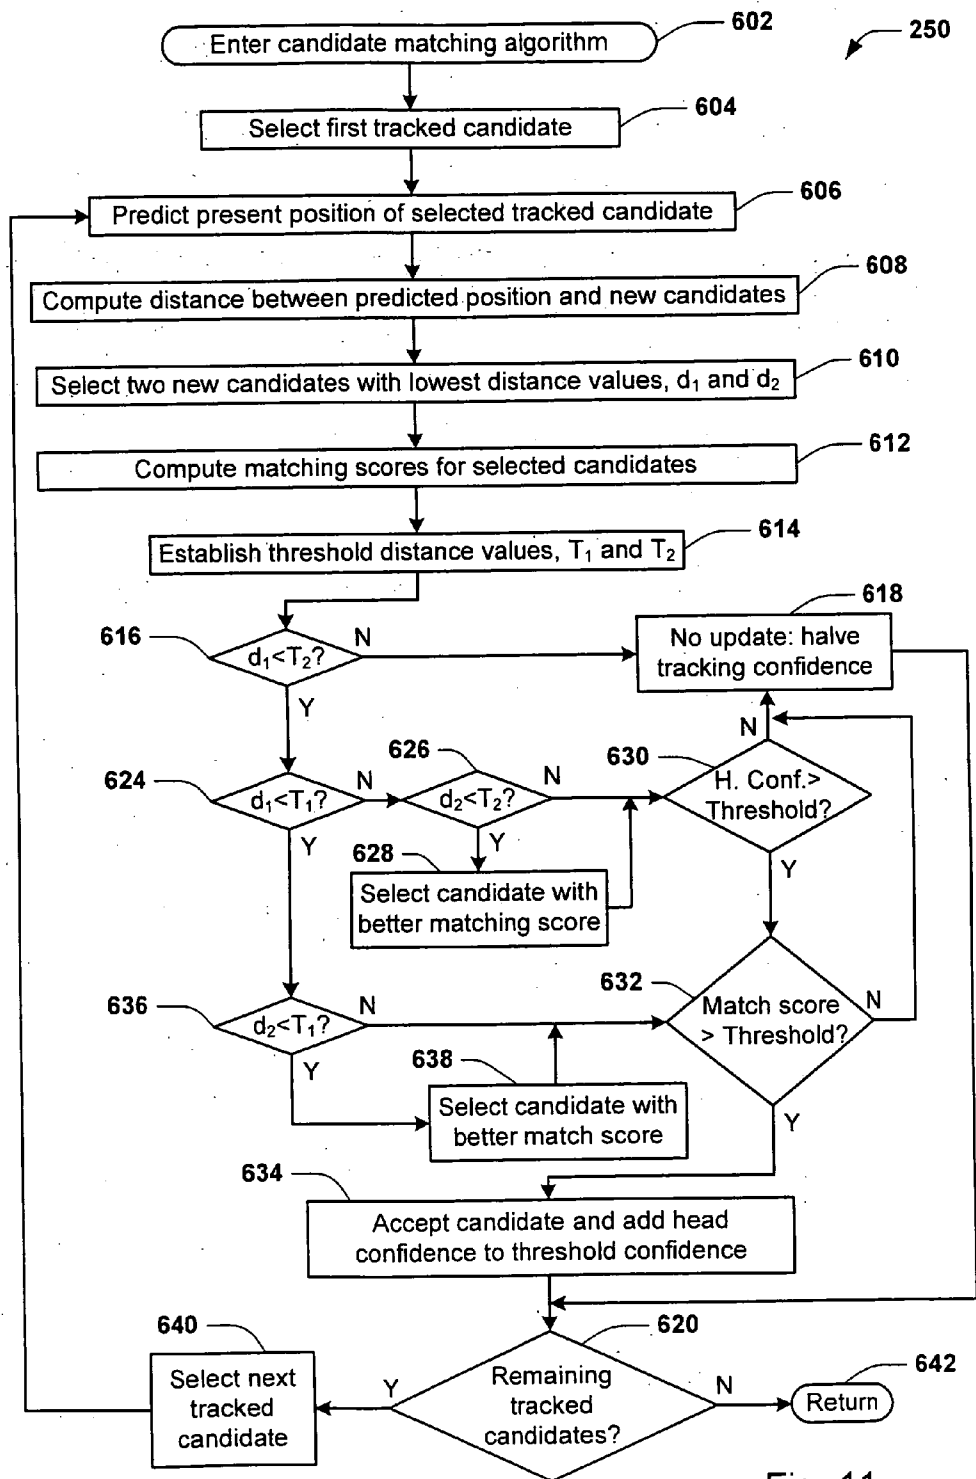 602
Enter candidate matching algorithm
250
604
Select first tracked candidate
606
Predict present position of selected tracked candidate
608
Compute distance between predicted position and new candidates
610
Select two new candidates with lowest distance values, d₁ and d₂
612
Compute matching scores for selected candidates
614
Establish threshold distance values, T₁ and T₂
616
d₁<T₂?
N
Y
618
No update: halve
tracking confidence
624
d₁<T₁?
N
Y
626
d₂<T₂?
N
Y
628
Select candidate with
better matching score
630
N
H. Conf.>
Threshold?
Y
632
Match score
> Threshold?
N
Y
636
d₂<T₁?
N
Y
638
Select candidate with
better match score
634
Accept candidate and add head
confidence to threshold confidence
640
Select next
tracked
candidate
620
Y
Remaining
tracked
candidates?
N
642
Return